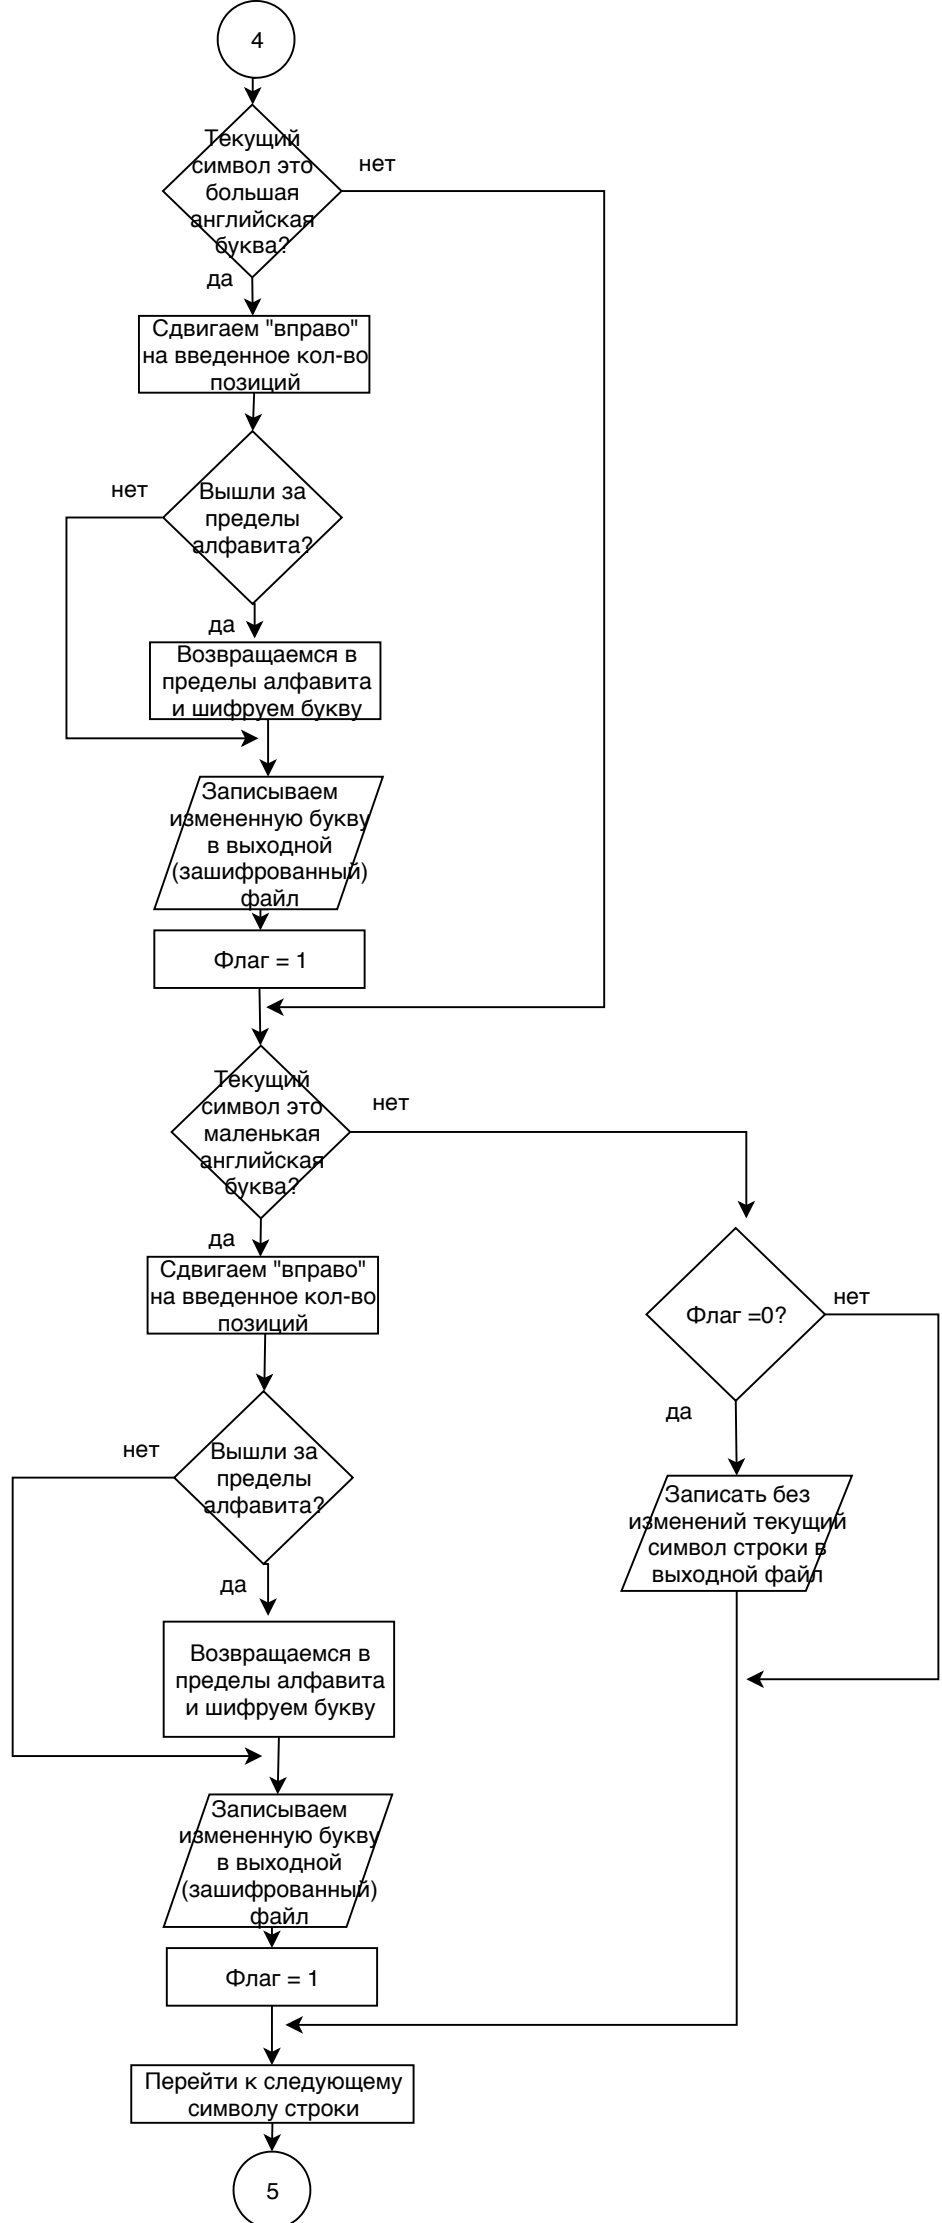 4
Текущий
символ это
большая
английская
буква?
нет
да
Сдвигаем "вправо"
на введенное кол-во
позиций
нет
Вышли за
пределы
алфавита?
да
Возвращаемся в
пределы алфавита
и шифруем букву
Записываем
измененную букву
в выходной
(зашифрованный)
файл
Флаг = 1
Текущий
символ это
маленькая
английская
буква?
нет
да
Сдвигаем "вправо"
на введенное кол-во
позиций
Флаг =0?
нет
да
нет
Вышли за
пределы
алфавита?
Записать без
изменений текущий
символ строки в
выходной файл
да
Возвращаемся в
пределы алфавита
и шифруем букву
Записываем
измененную букву
в выходной
(зашифрованный)
файл
Флаг = 1
Перейти к следующему
символу строки
5